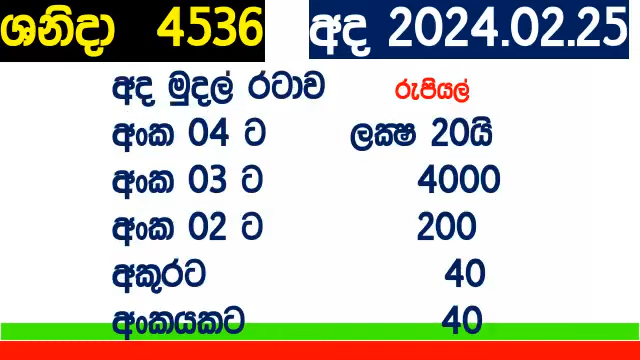 ශනිදා 4536 අද 2024.02.25
අද මුදල් රටාව රුපියල්
අංක 04 ට ලක්ෂ 20යි
අංක 03 ට 4000
අංක 02 ට 200
අකුරට 40
අංකයකට 40